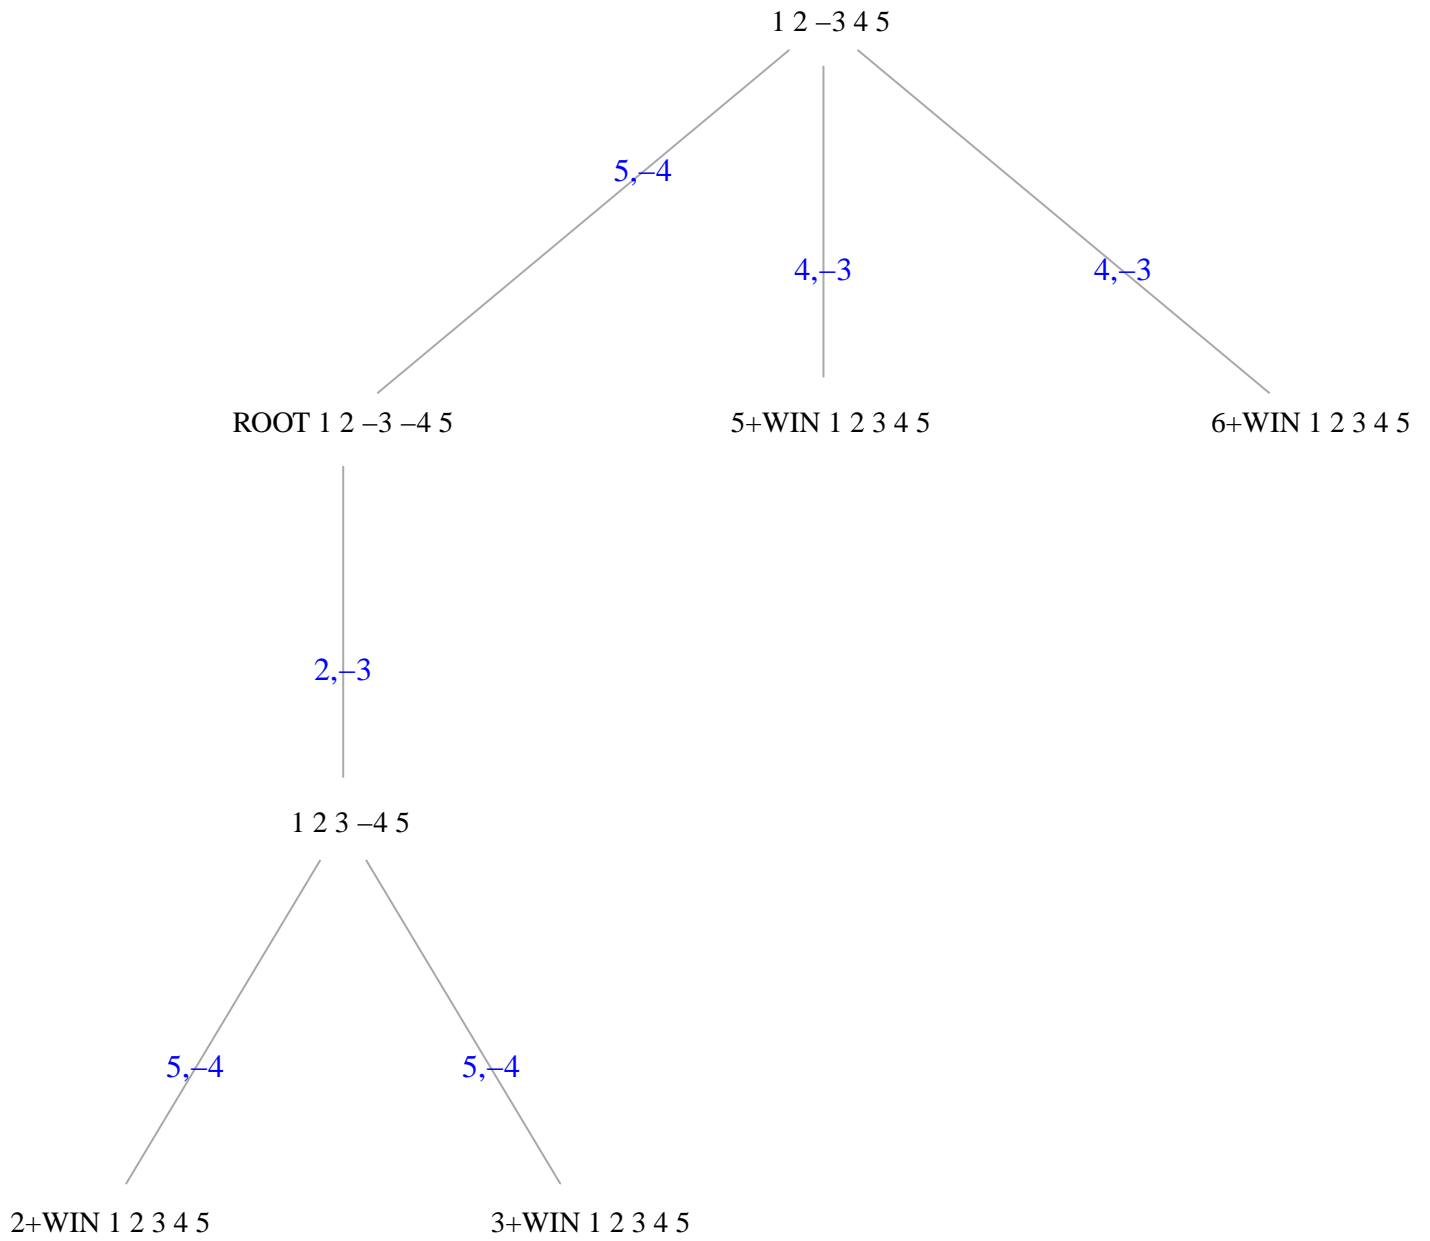 1 2 –3 4 5
5,–4
4,–3
4,–3
ROOT 1 2 –3 –4 5
5+WIN 1 2 3 4 5
6+WIN 1 2 3 4 5
2,–3
1 2 3 –4 5
5,–4
5,–4
2+WIN 1 2 3 4 5
3+WIN 1 2 3 4 5